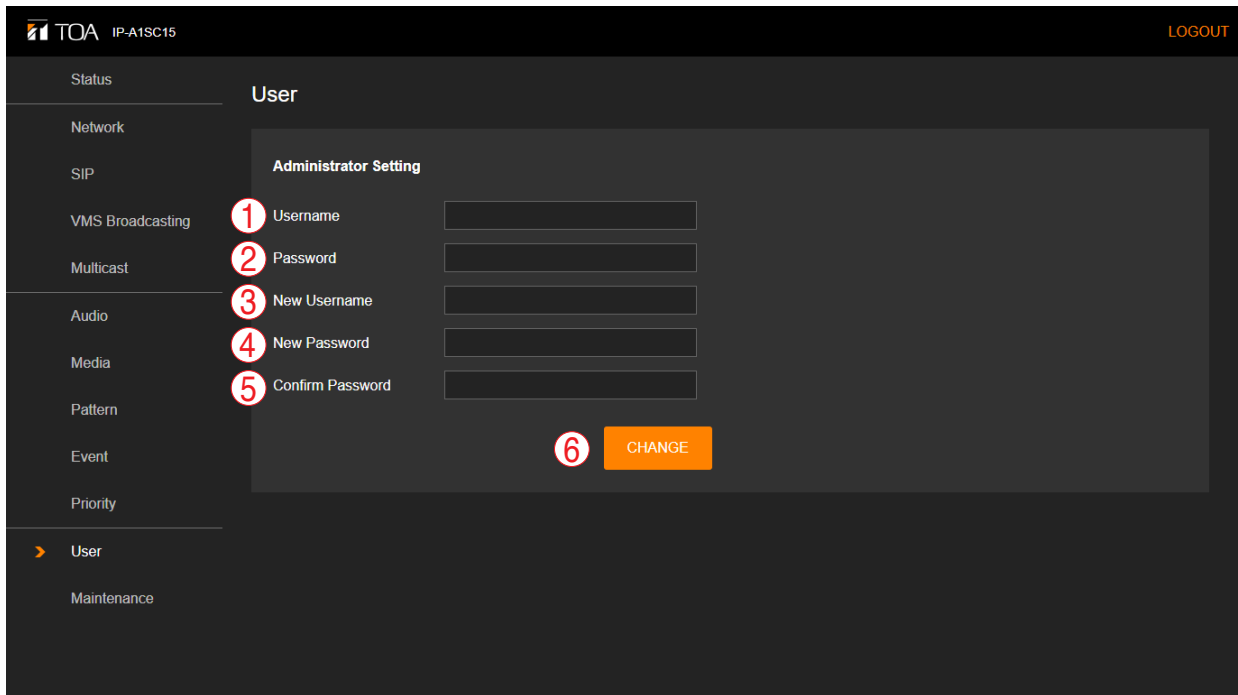 TOA IP-A1SC15
LOGOUT
Status
Network
SIP
VMS Broadcasting
Multicast
Audio
Media
Pattern
Event
Priority
User
Maintenance
User
Administrator Setting
1 Username
2 Password
3 New Username
4 New Password
5 Confirm Password
6 CHANGE